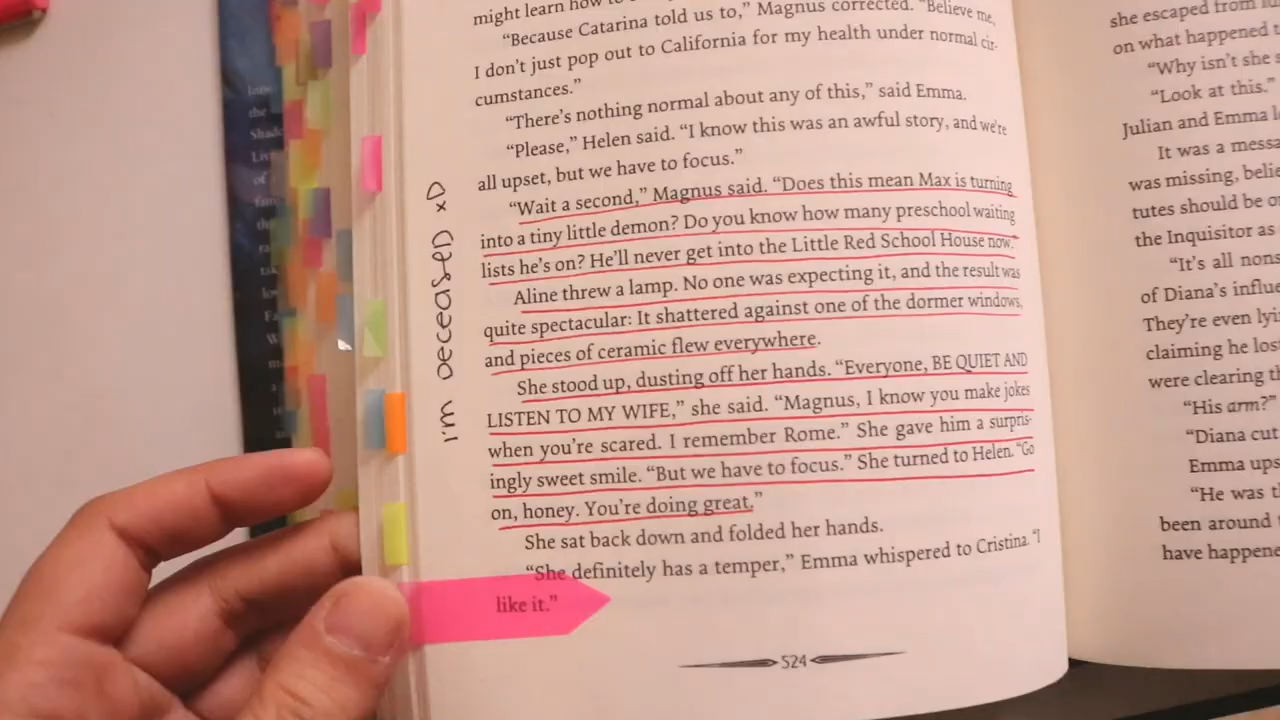 might learn how to
“Because Catarina told us to,” Magnus corrected. “Believe me,
I don’t just pop out to California for my health under normal cir-
cumstances.”
“There’s nothing normal about any of this,” said Emma.
“Please,” Helen said. “I know this was an awful story, and we’re
all upset, but we have to focus.”
“Wait a second,” Magnus said. “Does this mean Max is turning
into a tiny little demon? Do you know how many preschool waiting
lists he’s on? He’ll never get into the Little Red School House now.”
Aline threw a lamp. No one was expecting it, and the result was
quite spectacular: It shattered against one of the dormer windows,
and pieces of ceramic flew everywhere.
She stood up, dusting off her hands. “Everyone, BE QUIET AND
LISTEN TO MY WIFE,” she said. “Magnus, I know you make jokes
when you’re scared. I remember Rome.” She gave him a surpris-
ingly sweet smile. “But we have to focus.” She turned to Helen. “Go
on, honey. You’re doing great.”
She sat back down and folded her hands.
“She definitely has a temper,” Emma whispered to Cristina. “I
like it.”
524
I'm DECEASED xD
she escaped from
on what happened
“Why isn’t she
“Look at this.”
Julian and Emma
It was a
was missing,
tutes should be
the Inquisitor as
“It’s all
of Diana’s
They’re even
claiming he
were clearing
“His arm?”
“Diana cut
Emma
“He was
been around
have